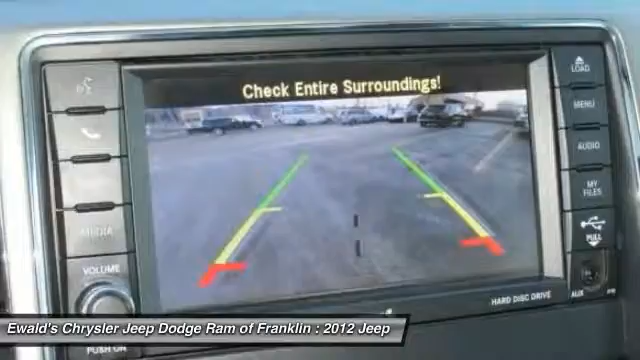 Check Entire Surroundings!
LOAD
MENU
AUDIO
MY
FILES
MEDIA
PULL
VOLUME
HARD DISC DRIVE
AUX
Ewald's Chrysler Jeep Dodge Ram of Franklin : 2012 Jeep
PUSH ON